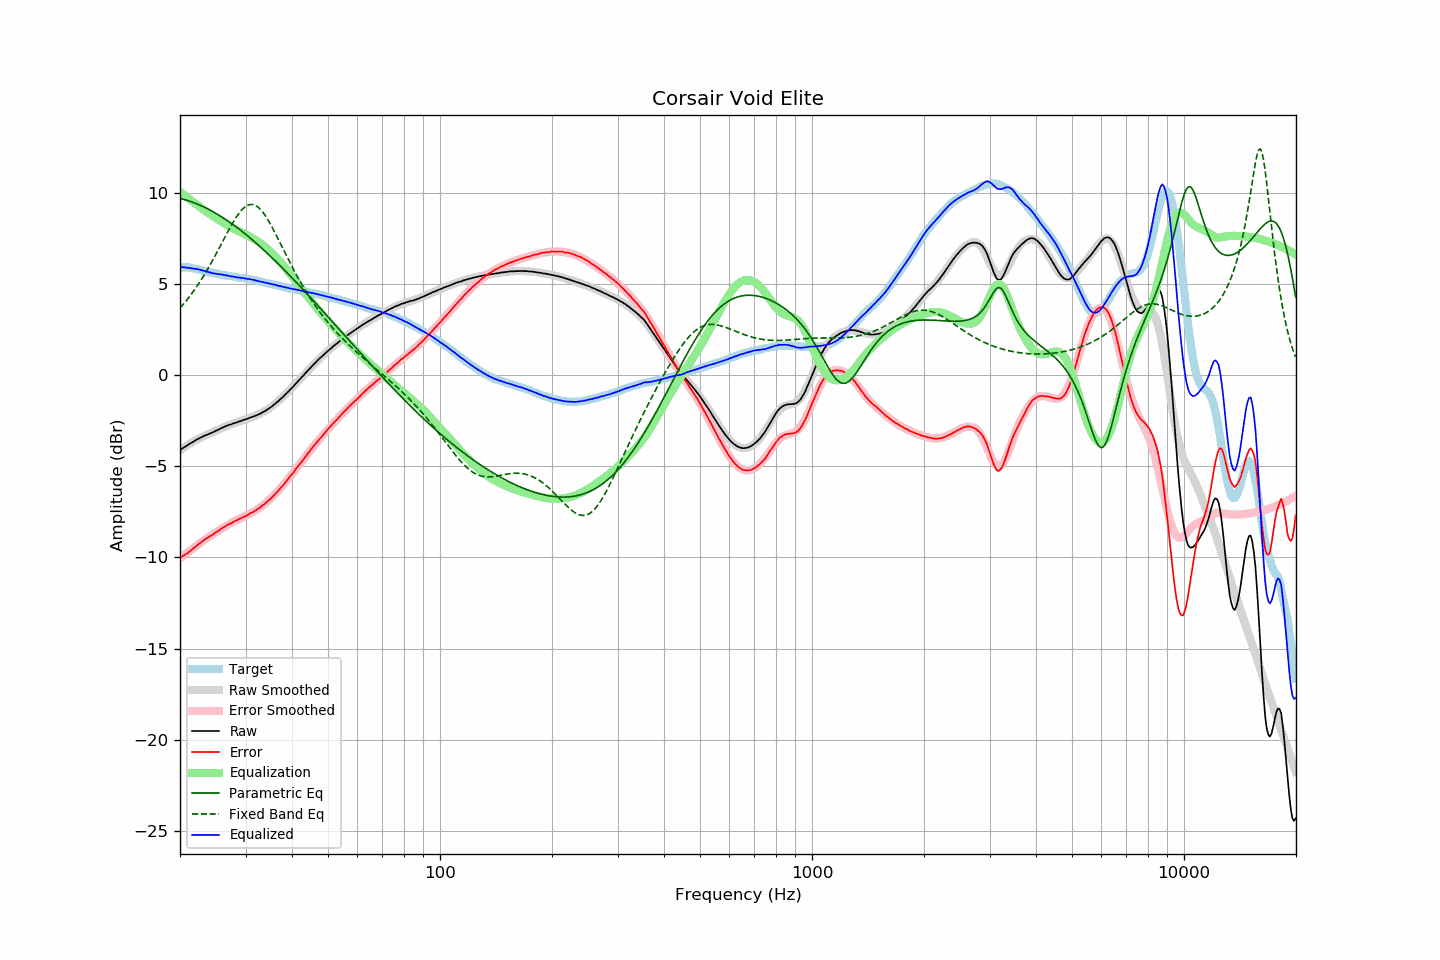 Corsair Void Elite
10
5
0
−5
−10
−15
−20
−25
Amplitude (dBr)
Target
Raw Smoothed
Error Smoothed
Raw
Error
Equalization
Parametric Eq
Fixed Band Eq
Equalized
100
1000
10000
Frequency (Hz)